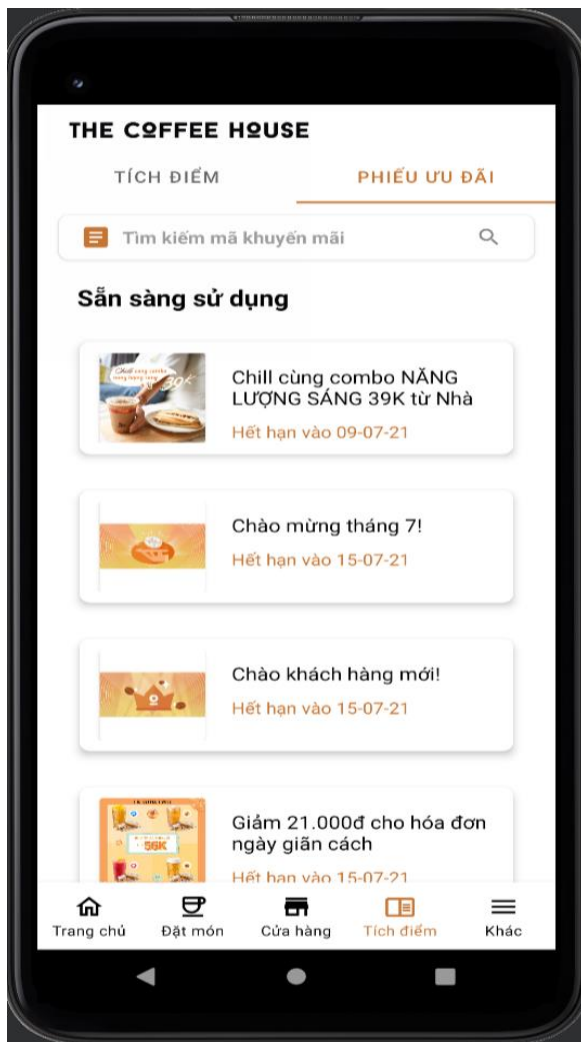 THE COFFEE HOUSE
TÍCH ĐIỂM
PHIẾU ƯU ĐÃI
Tìm kiếm mã khuyến mãi
Sẵn sàng sử dụng
Chill cùng combo NĂNG
LƯỢNG SÁNG 39K từ Nhà
Hết hạn vào 09-07-21
Chào mừng tháng 7!
Hết hạn vào 15-07-21
Chào khách hàng mới!
Hết hạn vào 15-07-21
56K
Giảm 21.000đ cho hóa đơn
ngày giãn cách
Hết hạn vào 15-07-21
Trang chủ
Đặt món
Cửa hàng
Tích điểm
Khác